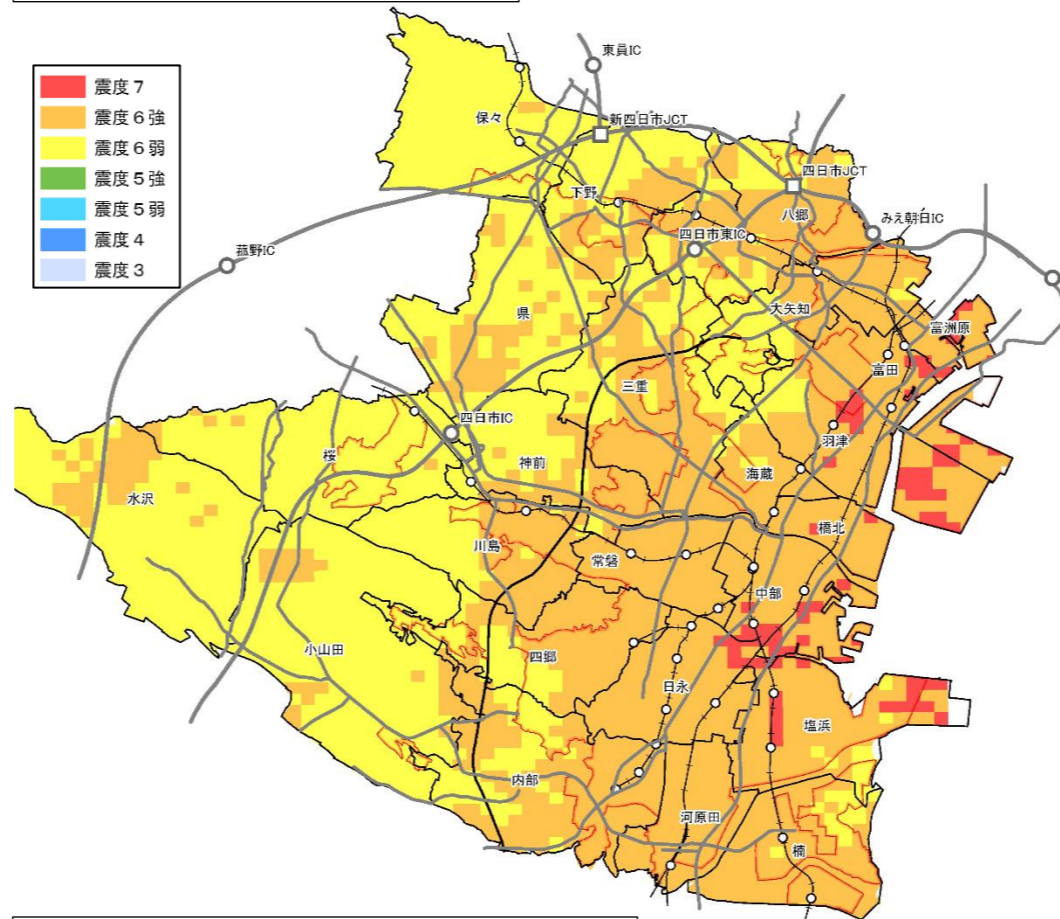 震度7
震度6強
震度6弱
震度5強
震度5弱
震度4
震度3
東員IC
保々
新四日市JCT
四日市JCT
下野
八郷
みえ朝日IC
四日市東IC
菰野IC
県
大矢知
富洲原
富田
三重
四日市IC
羽津
桜
神前
海蔵
水沢
橋北
川島
常磐
中部
小山田
四郷
日永
塩浜
内部
河原田
楠